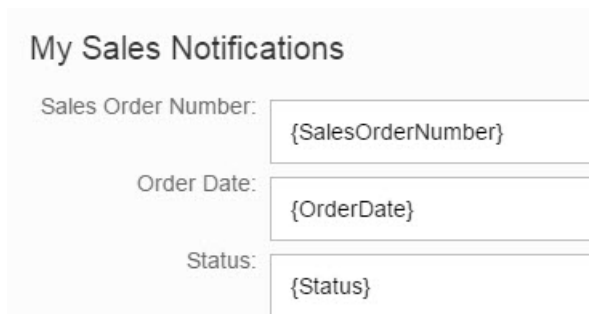 My Sales Notifications
Sales Order Number:
{SalesOrderNumber}
Order Date:
{OrderDate}
Status:
{Status}